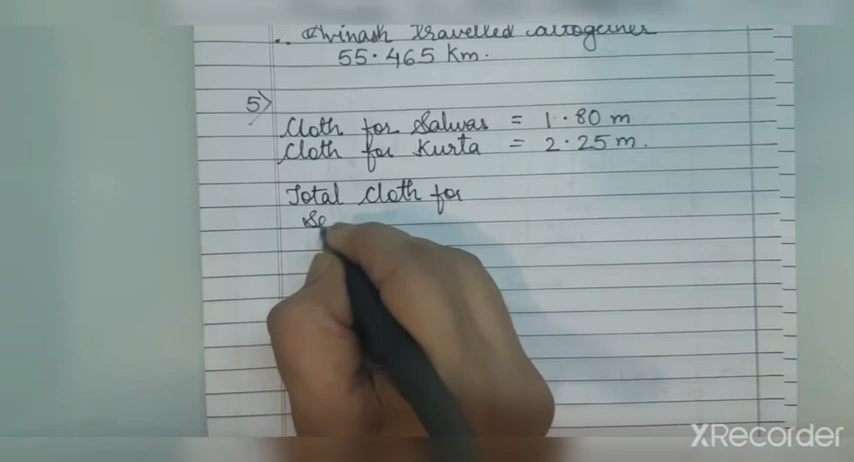 ∴ Avinash travelled altogether
55.465 Km.
5>
Cloth for Salwar = 1.80 m
Cloth for Kurta = 2.25 m.
Total cloth for
Sa
XRecorder